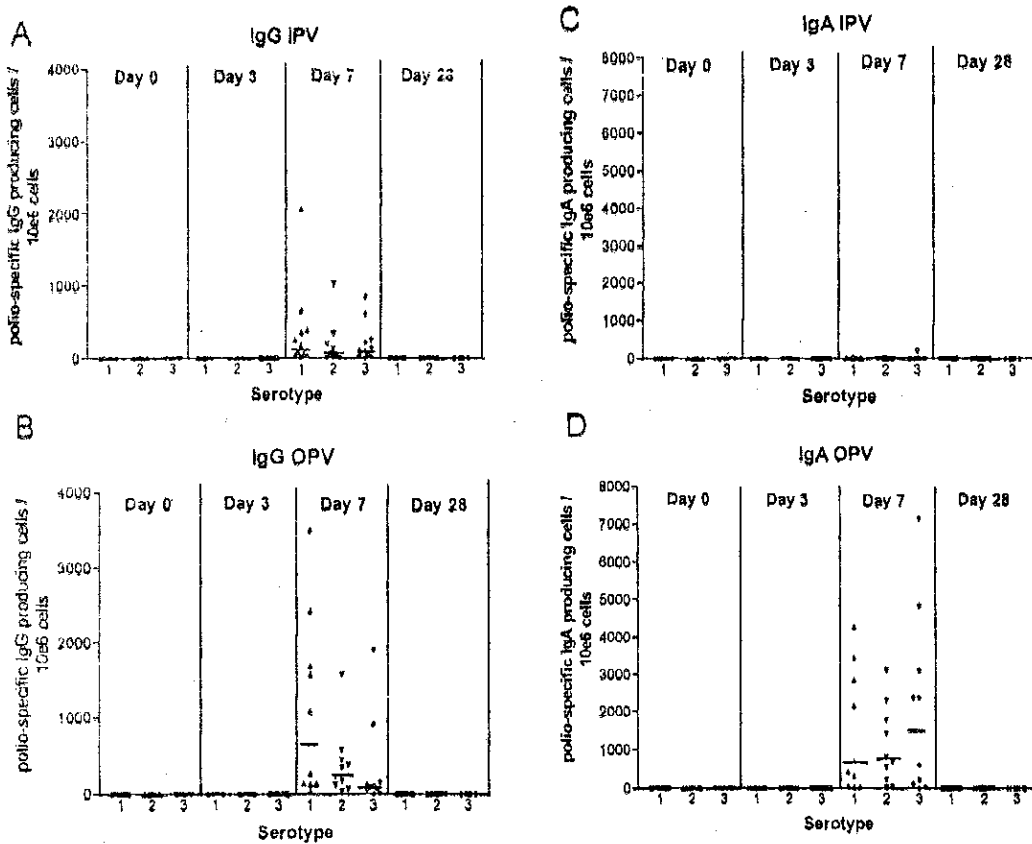 A
IgG IPV
polio-specific IgG producing cells /
10e6 cells
4000
3000
2000
1000
0
Day 0
Day 3
Day 7
Day 28
1 2 3 1 2 3 1 2 3 1 2 3
Serotype
B
IgG OPV
polio-specific IgG producing cells /
10e6 cells
4000
3000
2000
1000
0
Day 0
Day 3
Day 7
Day 28
1 2 3 1 2 3 1 2 3 1 2 3
Serotype
C
IgA IPV
polio-specific IgA producing cells /
10e6 cells
8000
7000
6000
5000
4000
3000
2000
1000
0
Day 0
Day 3
Day 7
Day 28
1 2 3 1 2 3 1 2 3 1 2 3
Serotype
D
IgA OPV
polio-specific IgA producing cells /
10e6 cells
8000
7000
6000
5000
4000
3000
2000
1000
0
Day 0
Day 3
Day 7
Day 28
1 2 3 1 2 3 1 2 3 1 2 3
Serotype